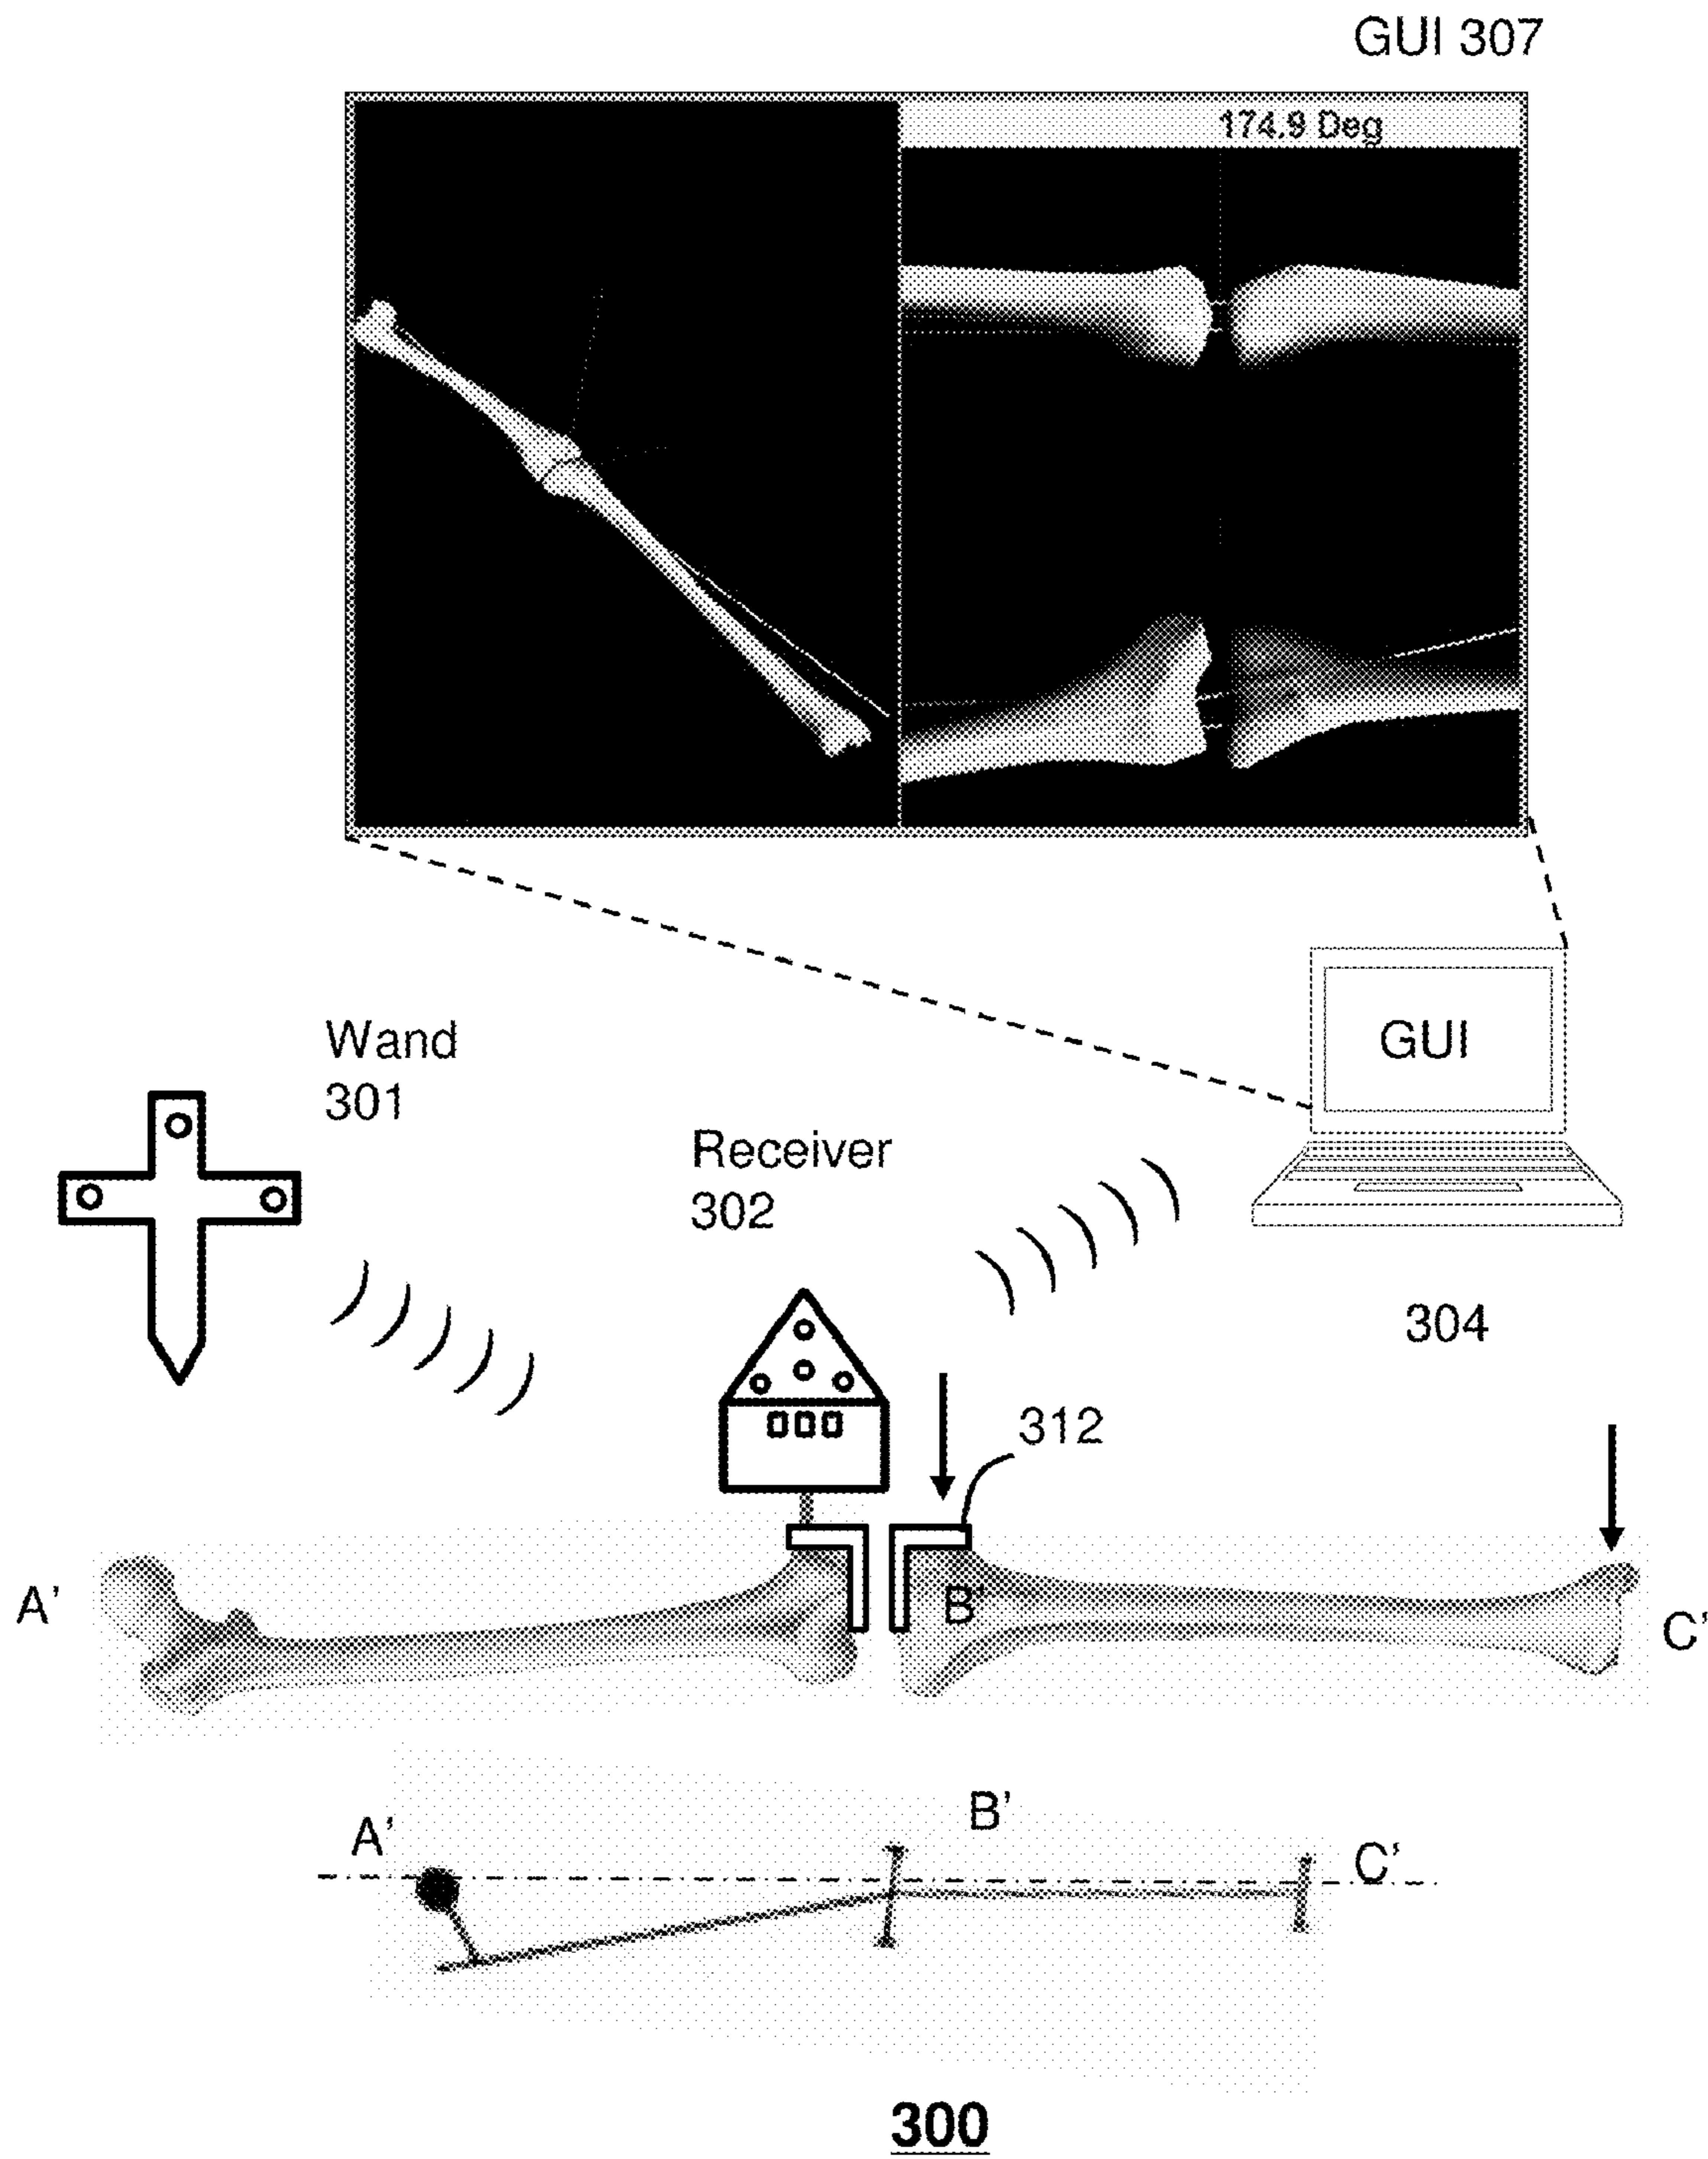 GUI 307
174.9 Deg
GUI
Wand
301
Receiver
302
304
312
A'
B'
C'
A'
B'
C'
300